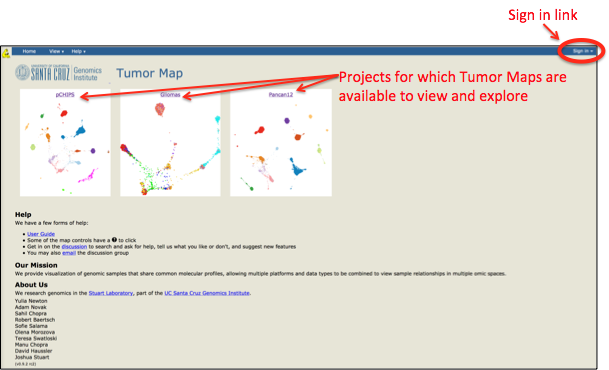 Sign in link
Home View Help Sign in
UNIVERSITY OF CALIFORNIA
SANTA CRUZ Genomics
Institute
Tumor Map
pCHIPS Gliomas Pancan12
Projects for which Tumor Maps are
available to view and explore
Help
We have a few forms of help:
• User Guide
• Some of the map controls have a ? to click
• Get in on the discussion to search and ask for help, tell us what you like or don't, and suggest new features
• You may also email the discussion group
Our Mission
We provide visualization of genomic samples that share common molecular profiles, allowing multiple platforms and data types to be combined to view sample relationships in multiple omic spaces.
About Us
We research genomics in the Stuart Laboratory, part of the UC Santa Cruz Genomics Institute.
Yulia Newton
Adam Novak
Sahil Chopra
Robert Baertsch
Sofie Salama
Olena Morozova
Teresa Swatloski
Manu Chopra
David Haussler
Joshua Stuart